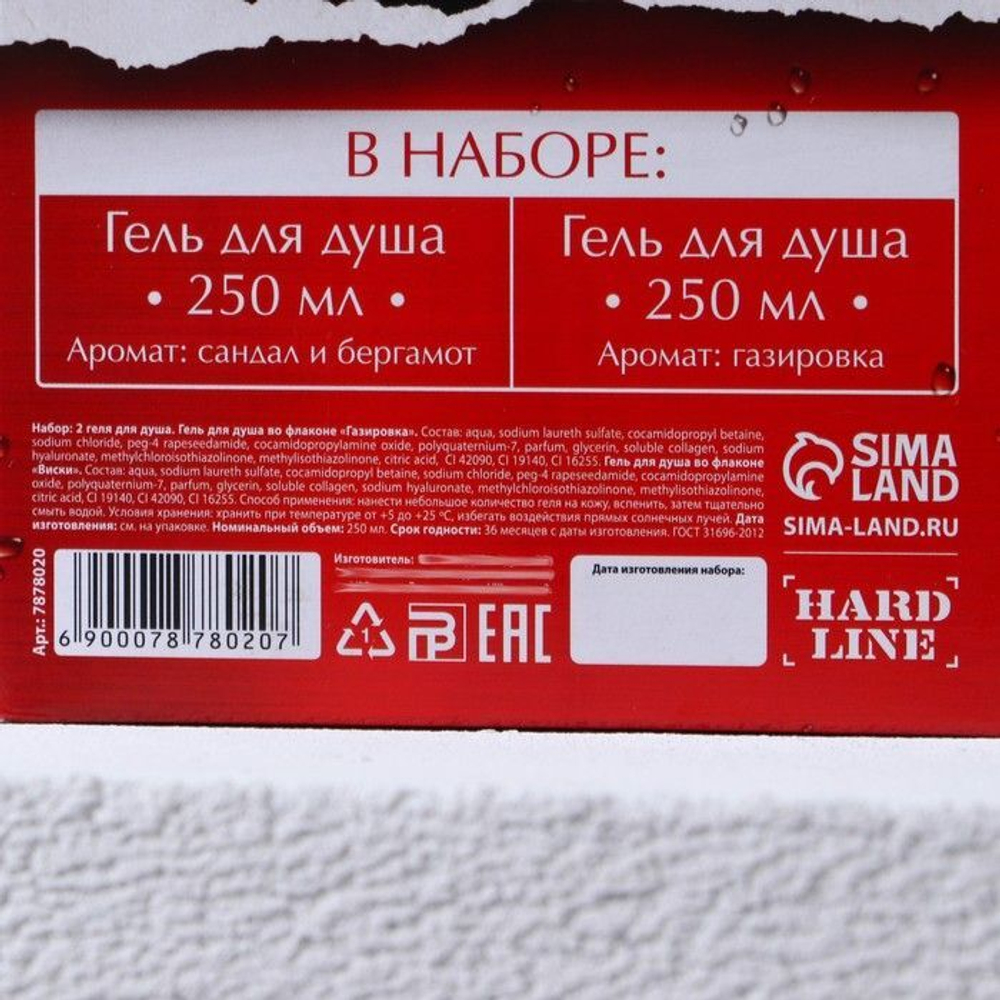 В НАБОРЕ:
Гель для душа
• 250 мл •
Аромат: сандал и бергамот
Гель для душа
• 250 мл •
Аромат: газировка
Набор: 2 геля для душа. Гель для душа во флаконе «Газировка». Состав: aqua, sodium laureth sulfate, cocamidopropyl betaine,
sodium chloride, peg-4 rapeseedamide, cocamidopropylamine oxide, polyquaternium-7, parfum, glycerin, soluble collagen, sodium
hyaluronate, methylchloroisothiazolinone, methylisothiazolinone, citric acid, CI 42090, CI 19140, CI 16255. Гель для душа во флаконе
«Виски». Состав: aqua, sodium laureth sulfate, cocamidopropyl betaine, sodium chloride, peg-4 rapeseedamide, cocamidopropylamine
oxide, polyquaternium-7, parfum, glycerin, soluble collagen, sodium hyaluronate, methylchloroisothiazolinone, methylisothiazolinone,
citric acid, CI 19140, CI 42090, CI 16255. Способ применения: нанести небольшое количество геля на кожу, вспенить, затем тщательно
смыть водой. Условия хранения: хранить при температуре от +5 до +25 °С, избегать воздействия прямых солнечных лучей. Дата
изготовления: см. на упаковке. Номинальный объем: 250 мл. Срок годности: 36 месяцев с даты изготовления. ГОСТ 31696-2012
SIMA
LAND
SIMA-LAND.RU
Арт.: 7878020
6 900078 780207
Изготовитель:
1
РСТ
EAC
Дата изготовления набора:
HARD
LINE